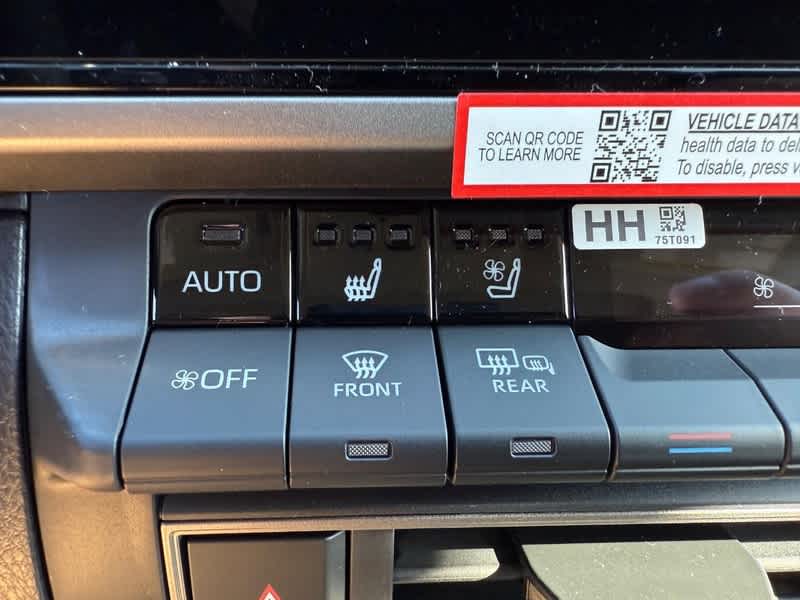 SCAN QR CODE
TO LEARN MORE
VEHICLE DATA
health data to
To disable, press
HH
75T091
AUTO
OFF
FRONT
REAR